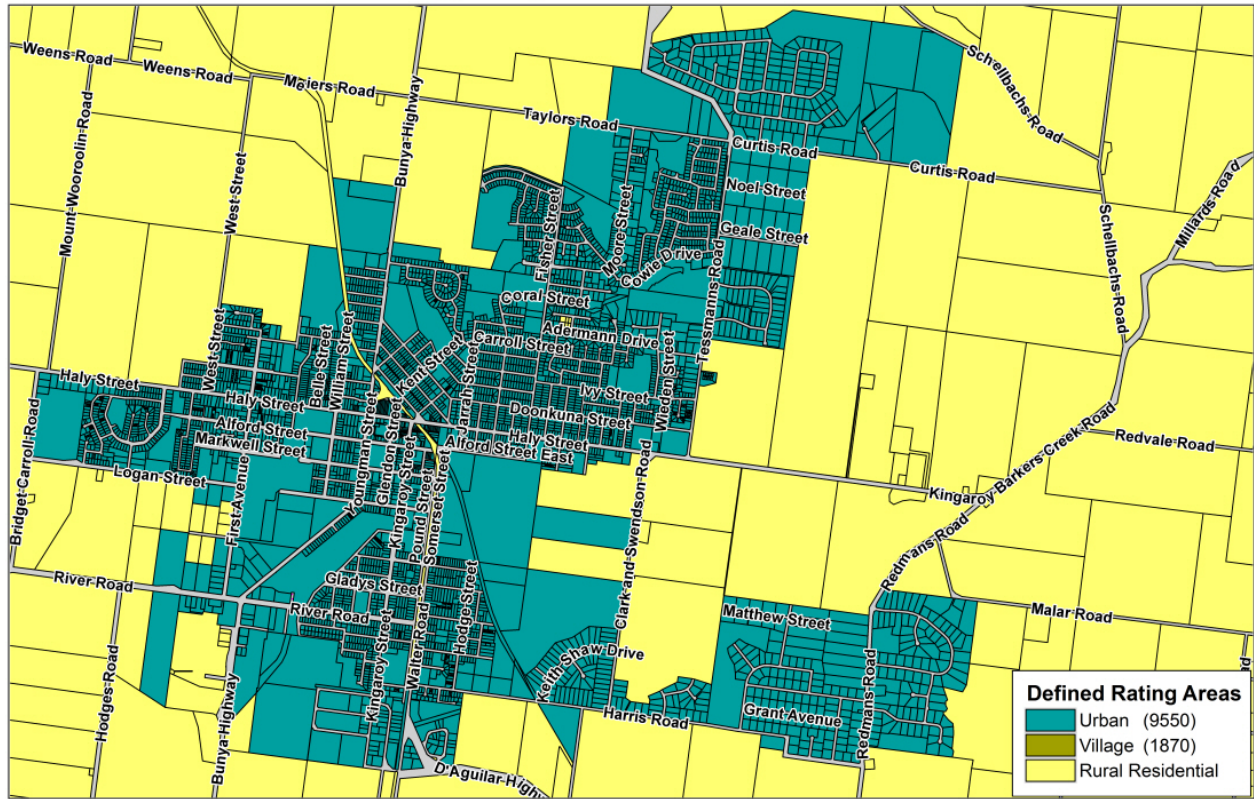 Weens Road
Weens Road
Meiers Road
Me
Bunya Highway
Taylors Road
Schellbachs Road
Curtis Road
Curtis Road
Mount Wooroolin Road
West Street
Noel Street
Millards Road
Moore Street
Fisher Street
Geale Street
Schellbachs Road
Cowle Drive
Tessmanns Road
Coral Street
Adermann Drive
Carroll Street
West Street
Belle Street
William Street
Kent Street
Jarrah Street
Wieden Street
Ivy Street
Haly Street
Haly Street
Doonkuna Street
Haly Street
Alford Street
Alford Street East
Markwell Street
Redvale Road
Bridget Carroll Road
Logan Street
First Avenue
Youngman Street
Glendon Street
Kingaroy Street
Pound Street
Somerset Street
Clark and Swendson Road
Kingaroy Barkers Creek Road
Redmans Road
River Road
Gladys Street
River Road
Hodge Street
Matthew Street
Malar Road
Keith Shaw Drive
Kingaroy Street
Walter Road
Hodges Road
Bunya Highway
Harris Road
Grant Avenue
Redmans Road
D'Aguilar High
Defined Rating Areas
Urban (9550)
Village (1870)
Rural Residential